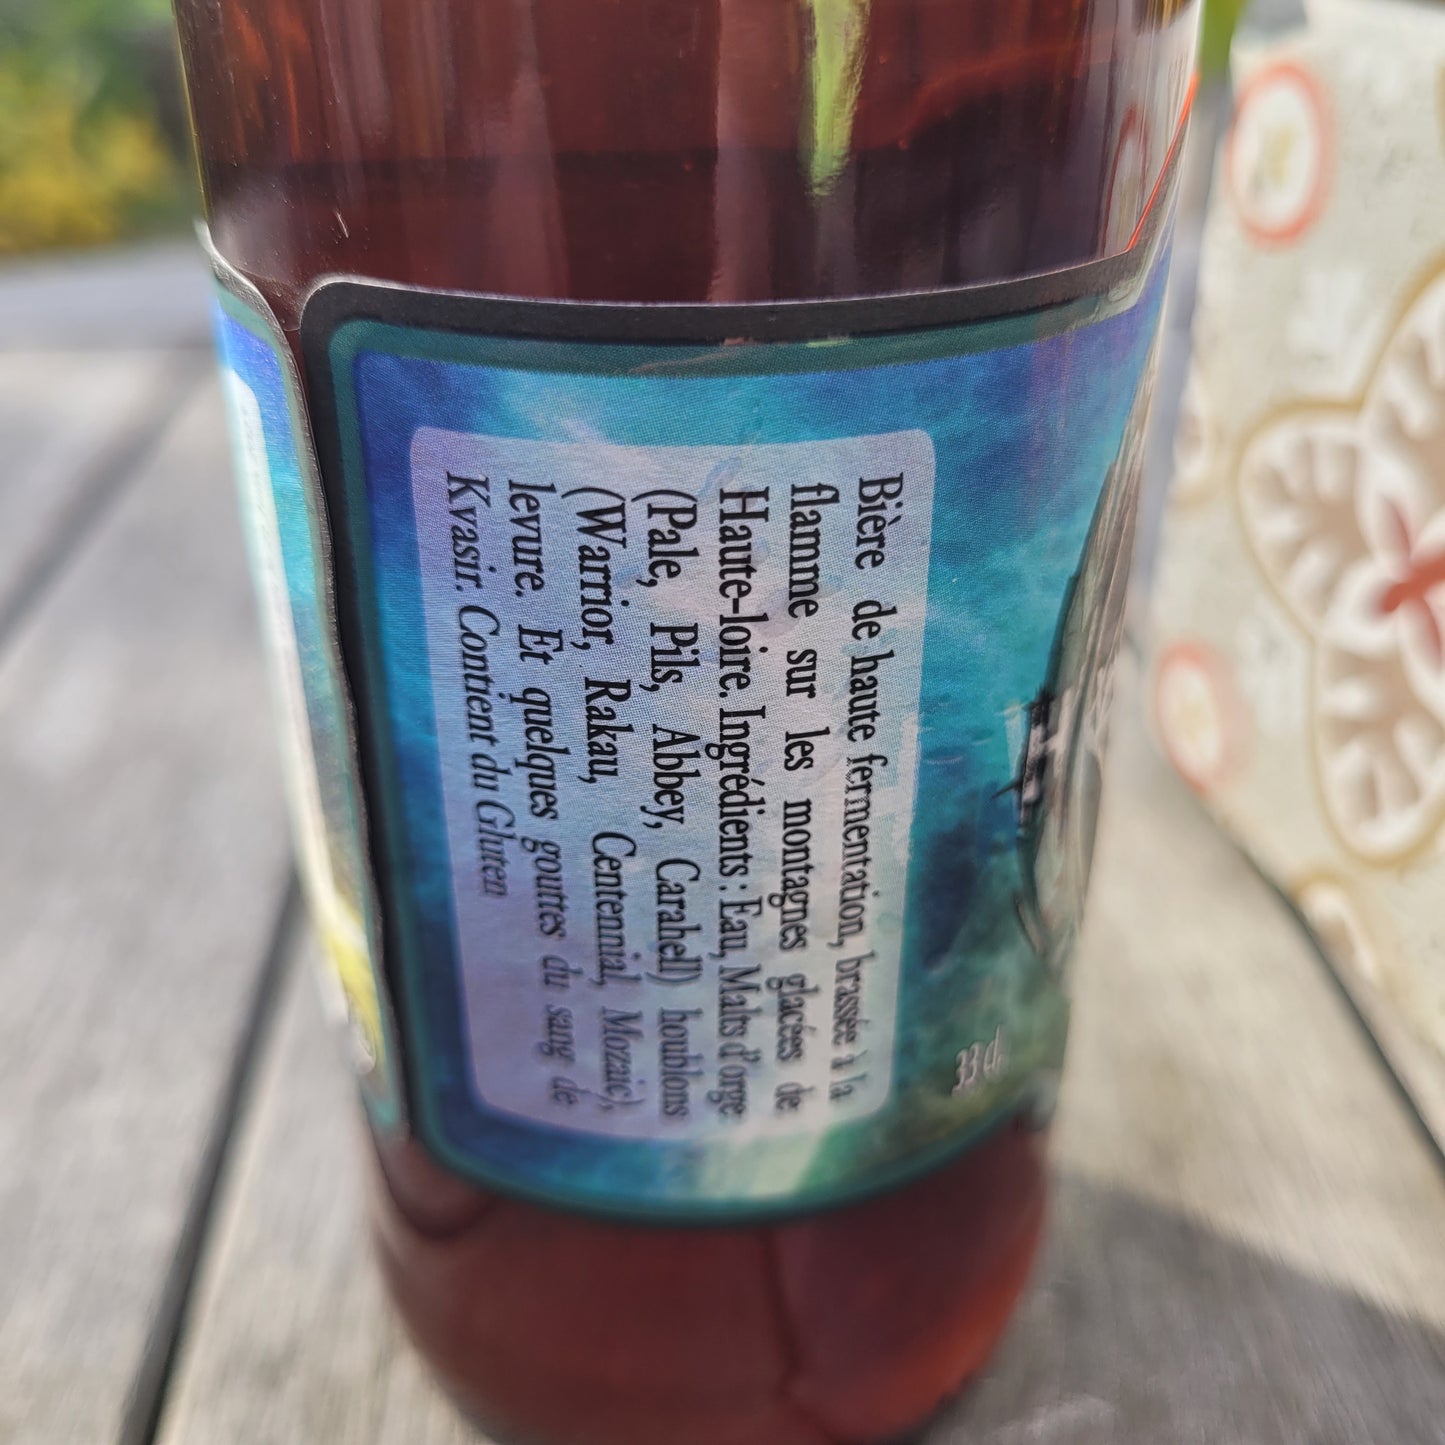 Bière de haute fermentation, brassée à la
flamme sur les montagnes glacées de
Haute-loire. Ingrédients : Eau, Malts d'orge
(Pale, Pils, Abbey, Carahell) houblons
(Warrior, Rakau, Centennial, Mozaic),
levure. Et quelques gouttes du sang de
Kvasir. Contient du Gluten
33 cl